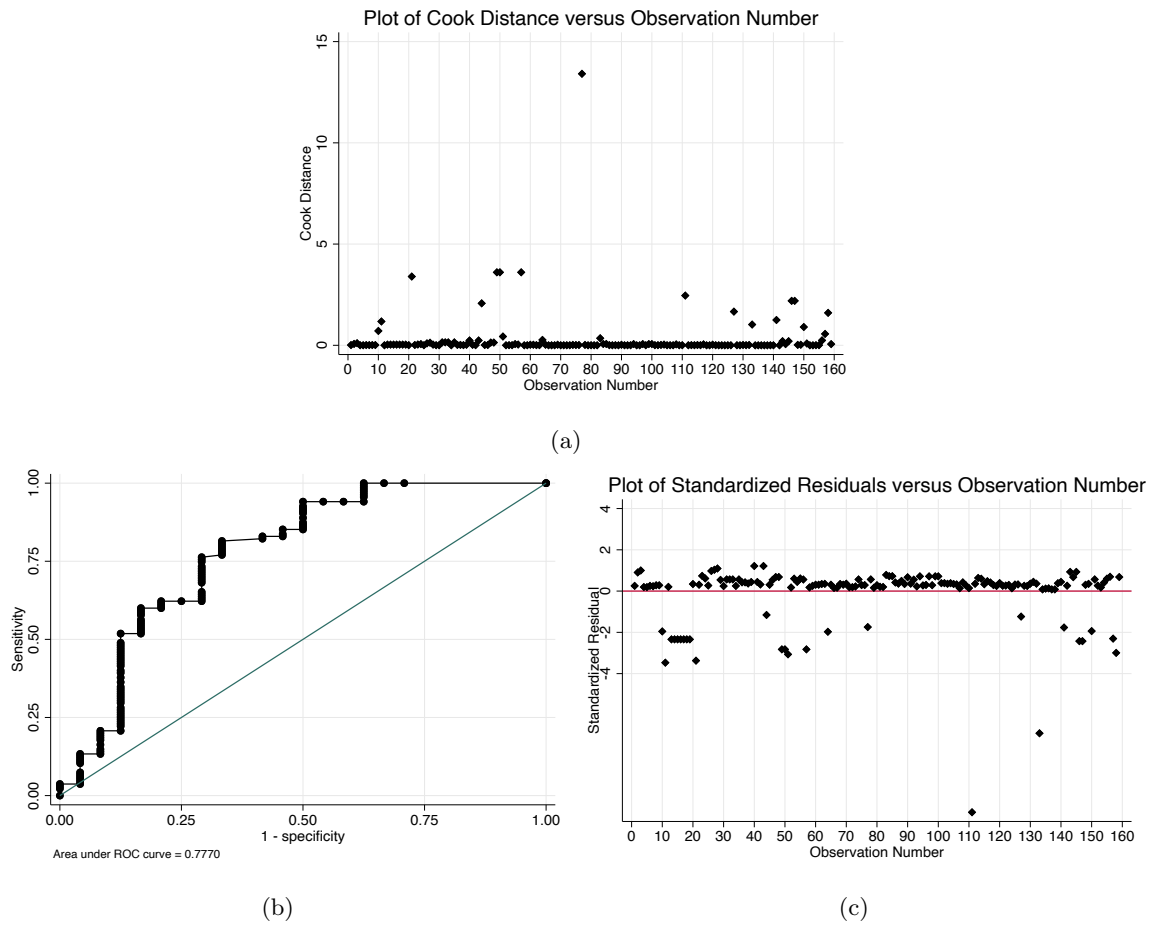 Plot of Cook Distance versus Observation Number
15
10
5
0
Cook Distance
0 10 20 30 40 50 60 70 80 90 100 110 120 130 140 150 160
Observation Number
(a)
1.00
0.75
0.50
0.25
0.00
Sensitivity
0.00 0.25 0.50 0.75 1.00
1 - specificity
Area under ROC curve = 0.7770
(b)
Plot of Standardized Residuals versus Observation Number
4
2
0
-2
-4
Standardized Residual
0 10 20 30 40 50 60 70 80 90 100 110 120 130 140 150 160
Observation Number
(c)